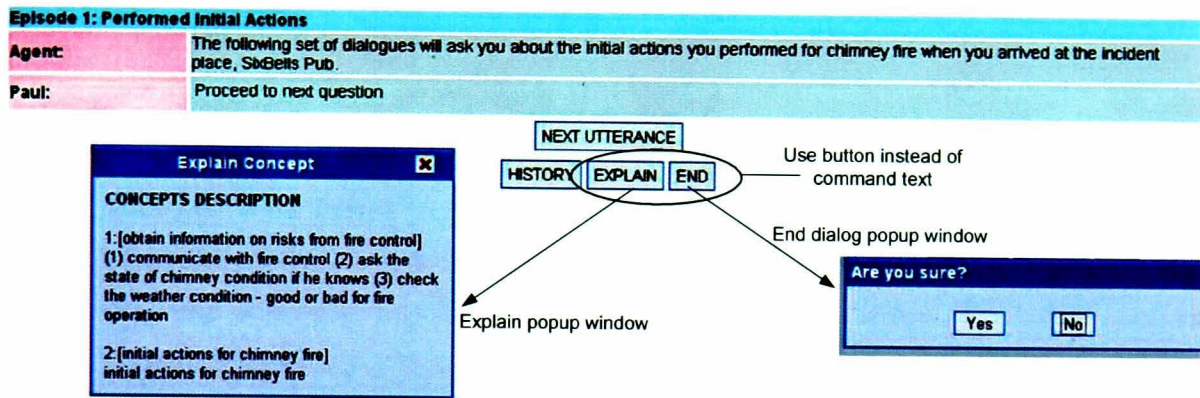 Episode 1: Performed Initial Actions
Agent: The following set of dialogues will ask you about the initial actions you performed for chimney fire when you arrived at the incident
place, SixBells Pub.
Paul: Proceed to next question
NEXT UTTERANCE
HISTORY EXPLAIN END
Use button instead of
command text
Explain Concept
CONCEPTS DESCRIPTION
1:[obtain information on risks from fire control]
(1) communicate with fire control (2) ask the
state of chimney condition if he knows (3) check
the weather condition - good or bad for fire
operation
2:[initial actions for chimney fire]
initial actions for chimney fire
Explain popup window
End dialog popup window
Are you sure?
Yes No